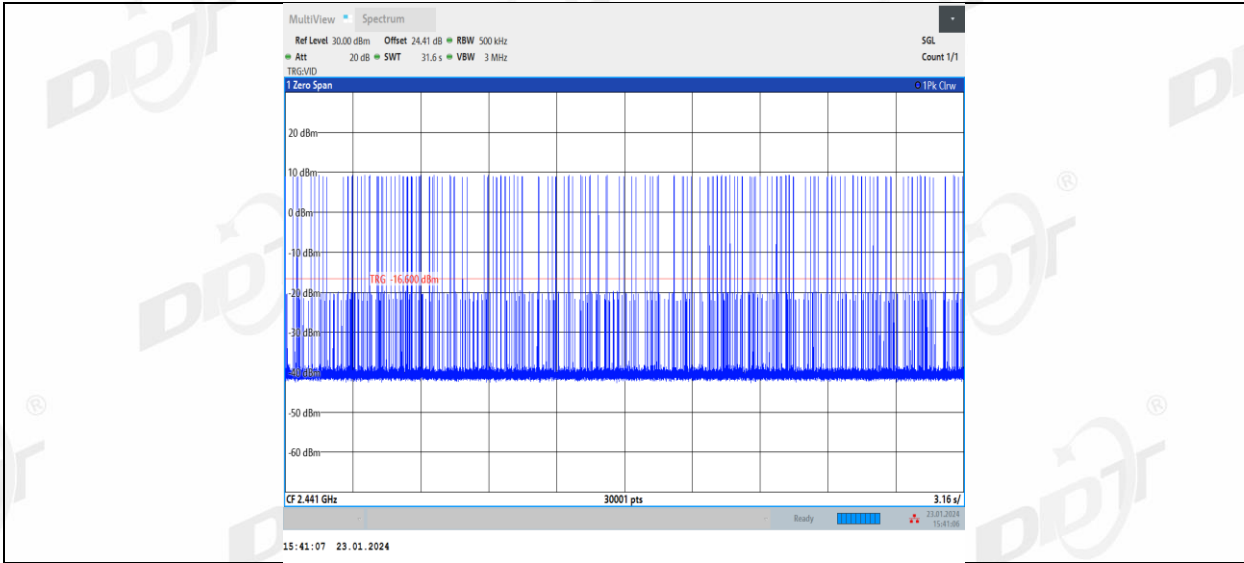 MultiView Spectrum
Ref Level 30.00 dBm Offset 24.41 dB RBW 500 kHz SGL
Att 20 dB SWT 31.6 s VBW 3 MHz Count 1/1
TRG:VID
1 Zero Span 1Pk Clrw
20 dBm
10 dBm
0 dBm
-10 dBm
TRG -16.600 dBm
-20 dBm
-30 dBm
-40 dBm
-50 dBm
-60 dBm
CF 2.441 GHz 30001 pts 3.16 s/
Ready 23.01.2024
15:41:06
15:41:07 23.01.2024
DDT
®